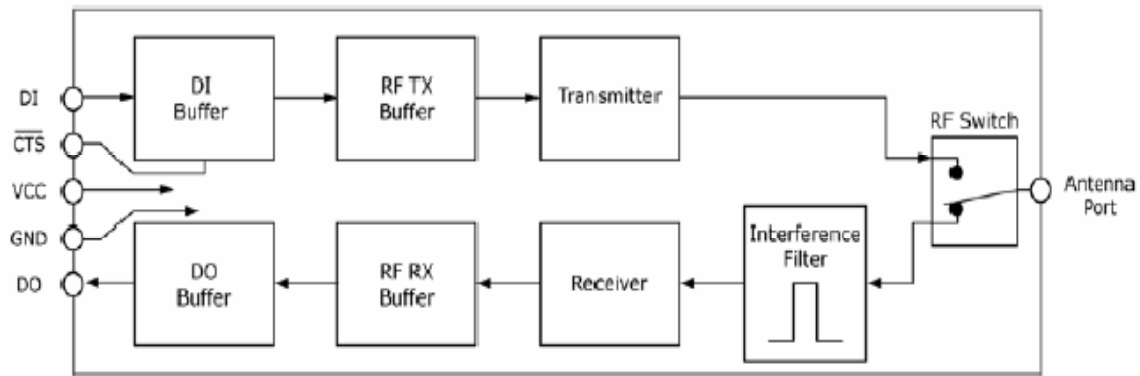 DI
CTS
VCC
GND
DO
DI
Buffer
RF TX
Buffer
Transmitter
RF Switch
Antenna
Port
DO
Buffer
RF RX
Buffer
Receiver
Interference
Filter